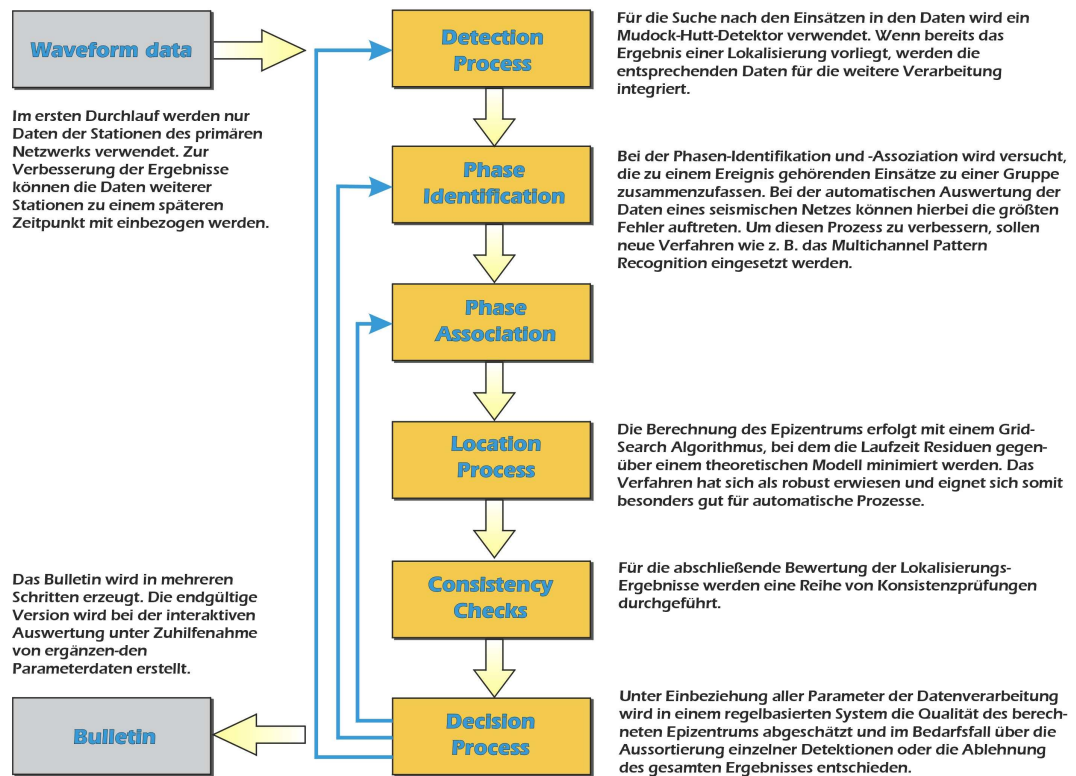 Waveform data
Im ersten Durchlauf werden nur
Daten der Stationen des primären
Netzwerks verwendet. Zur
Verbesserung der Ergebnisse
können die Daten weiterer
Stationen zu einem späteren
Zeitpunkt mit einbezogen werden.
Detection
Process
Für die Suche nach den Einsätzen in den Daten wird ein
Mudock-Hutt-Detektor verwendet. Wenn bereits das
Ergebnis einer Lokalisierung vorliegt, werden die
entsprechenden Daten für die weitere Verarbeitung
integriert.
Phase
Identification
Bei der Phasen-Identifikation und -Assoziation wird versucht,
die zu einem Ereignis gehörenden Einsätze zu einer Gruppe
zusammenzufassen. Bei der automatischen Auswertung der
Daten eines seismischen Netzes können hierbei die größten
Fehler auftreten. Um diesen Prozess zu verbessern, sollen
neue Verfahren wie z. B. das Multichannel Pattern
Recognition eingesetzt werden.
Phase
Association
Location
Process
Die Berechnung des Epizentrums erfolgt mit einem Grid-
Search Algorithmus, bei dem die Laufzeit Residuen gegen-
über einem theoretischen Modell minimiert werden. Das
Verfahren hat sich als robust erwiesen und eignet sich somit
besonders gut für automatische Prozesse.
Consistency
Checks
Für die abschließende Bewertung der Lokalisierungs-
Ergebnisse werden eine Reihe von Konsistenzprüfungen
durchgeführt.
Decision
Process
Unter Einbeziehung aller Parameter der Datenverarbeitung
wird in einem regelbasierten System die Qualität des berech-
neten Epizentrums abgeschätzt und im Bedarfsfall über die
Aussortierung einzelner Detektionen oder die Ablehnung
des gesamten Ergebnisses entschieden.
Das Bulletin wird in mehreren
Schritten erzeugt. Die endgültige
Version wird bei der interaktiven
Auswertung unter Zuhilfenahme
von ergänzen-den
Parameterdaten erstellt.
Bulletin